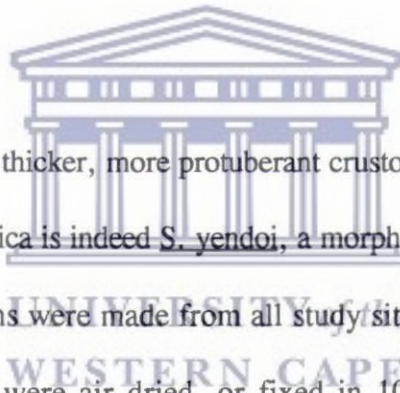 thicker, more protuberant crusto
ica is indeed S. yendoi, a morph
ns were made from all study sit
UNIVERSITY of th
WESTERN CAPE
were air dried, or fixed in 10